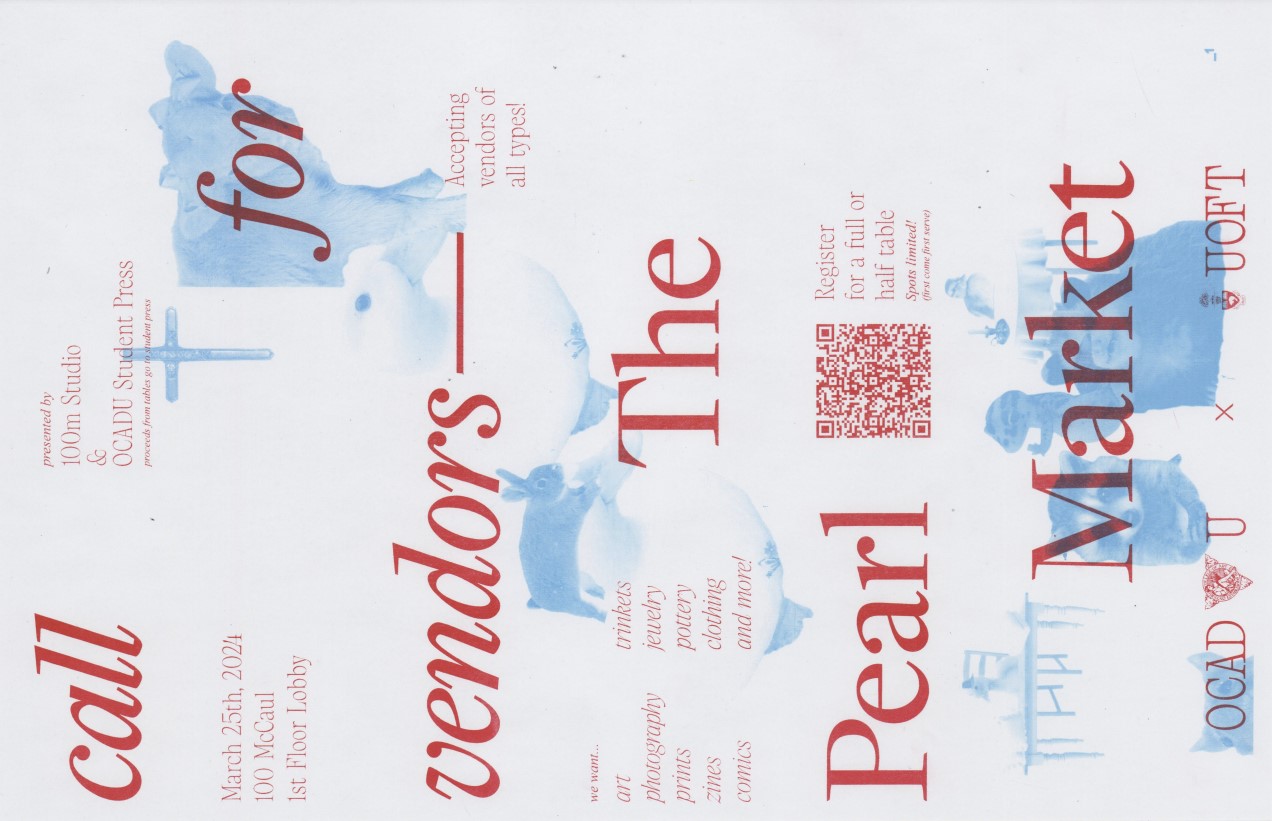 call
presented by
100m Studio
&
OCADU Student Press
proceeds from tables go to student press
for
March 25th, 2024
100 McCaul
1st Floor Lobby
vendors—
Accepting
vendors of
all types!
we want...
art
photography
prints
zines
comics
trinkets
jewelry
pottery
clothing
and more!
The
Pearl
Register
for a full or
half table
Spots limited!
(first come first serve)
Market
OCAD U × UOFT
_1